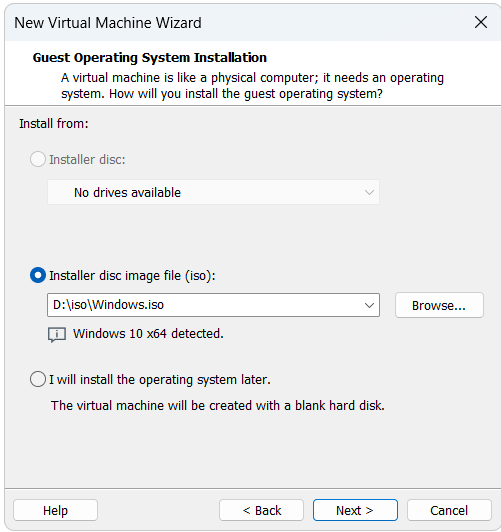 New Virtual Machine Wizard
Guest Operating System Installation
A virtual machine is like a physical computer; it needs an operating
system. How will you install the guest operating system?
Install from:
Installer disc:
No drives available
Installer disc image file (iso):
D:\iso\Windows.iso
Browse...
Windows 10 x64 detected.
I will install the operating system later.
The virtual machine will be created with a blank hard disk.
Help
< Back
Next >
Cancel